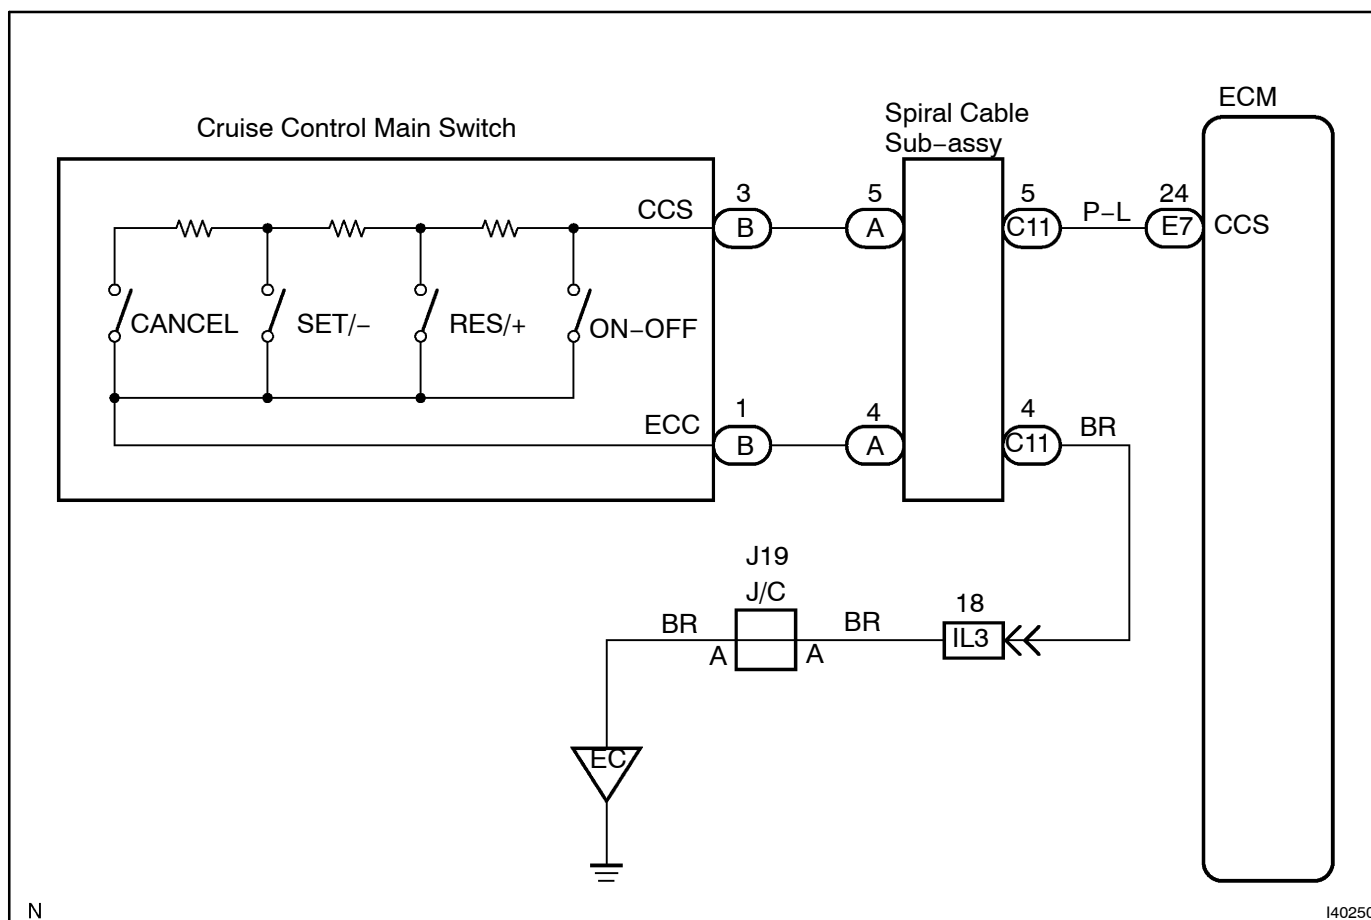 ECM
Spiral Cable
Sub−assy
Cruise Control Main Switch
CCS
3
B
5
A
5
C11
P−L
24
E7
CCS
CANCEL
SET/−
RES/+
ON−OFF
ECC
1
B
4
A
4
C11
BR
J19
J/C
BR
A
A
BR
18
IL3
EC
N
I40250